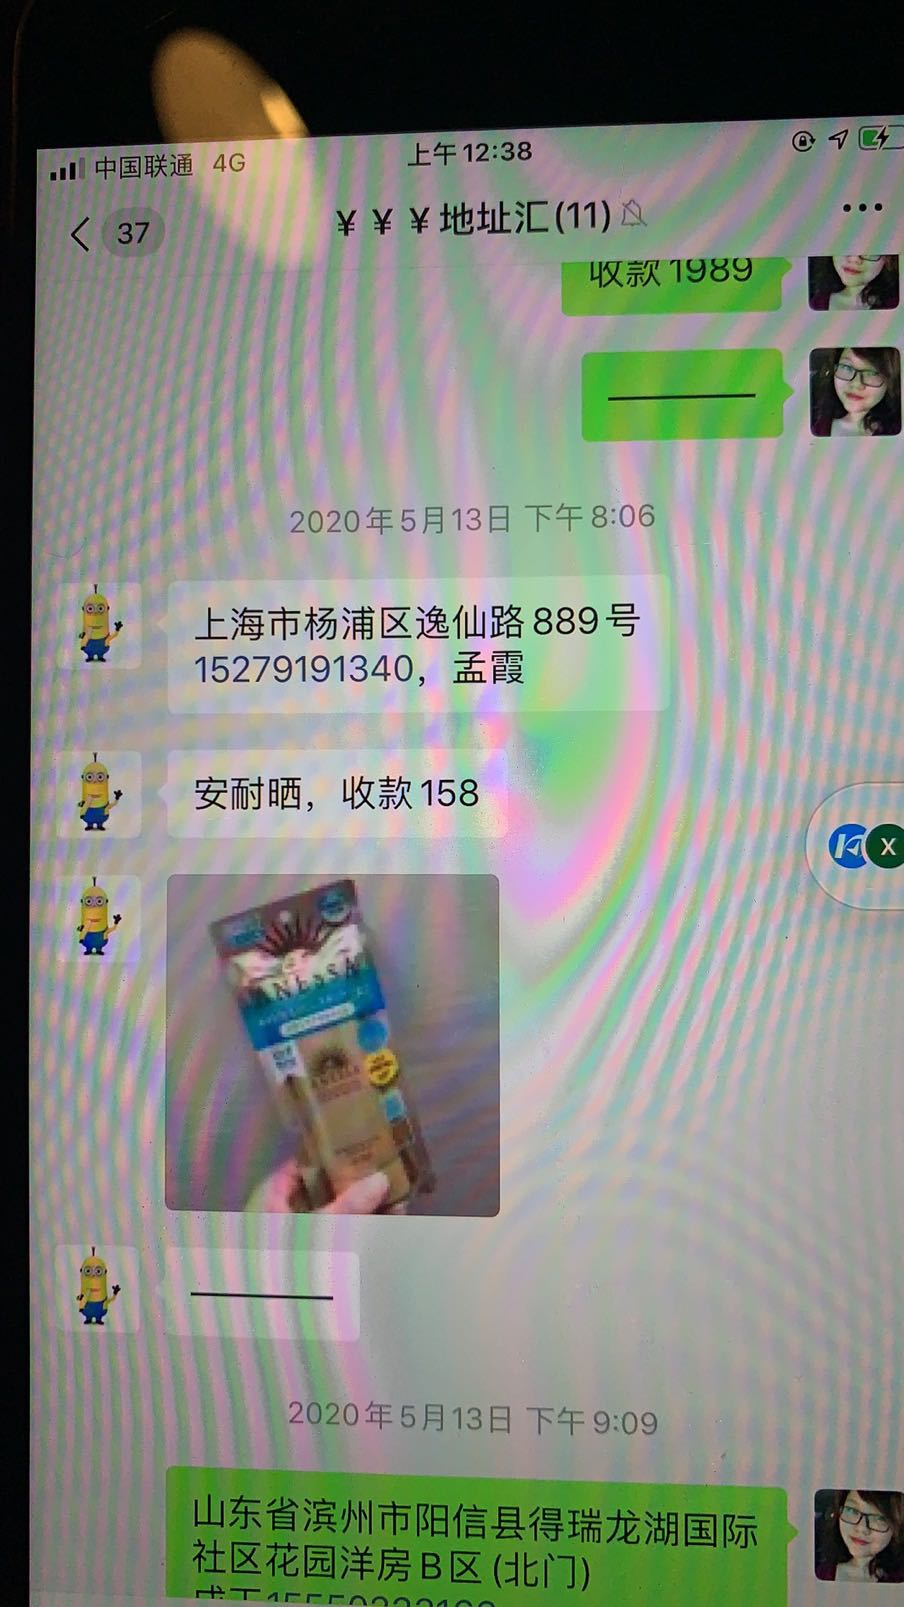 中国联通 4G
上午12:38
37
￥￥￥地址汇(11)
收款1989
2020年5月13日 下午8:06
上海市杨浦区逸仙路889号
15279191340，孟霞
安耐晒，收款158
ANESSA
X
2020年5月13日 下午9:09
山东省滨州市阳信县得瑞龙湖国际
社区花园洋房B区(北门)